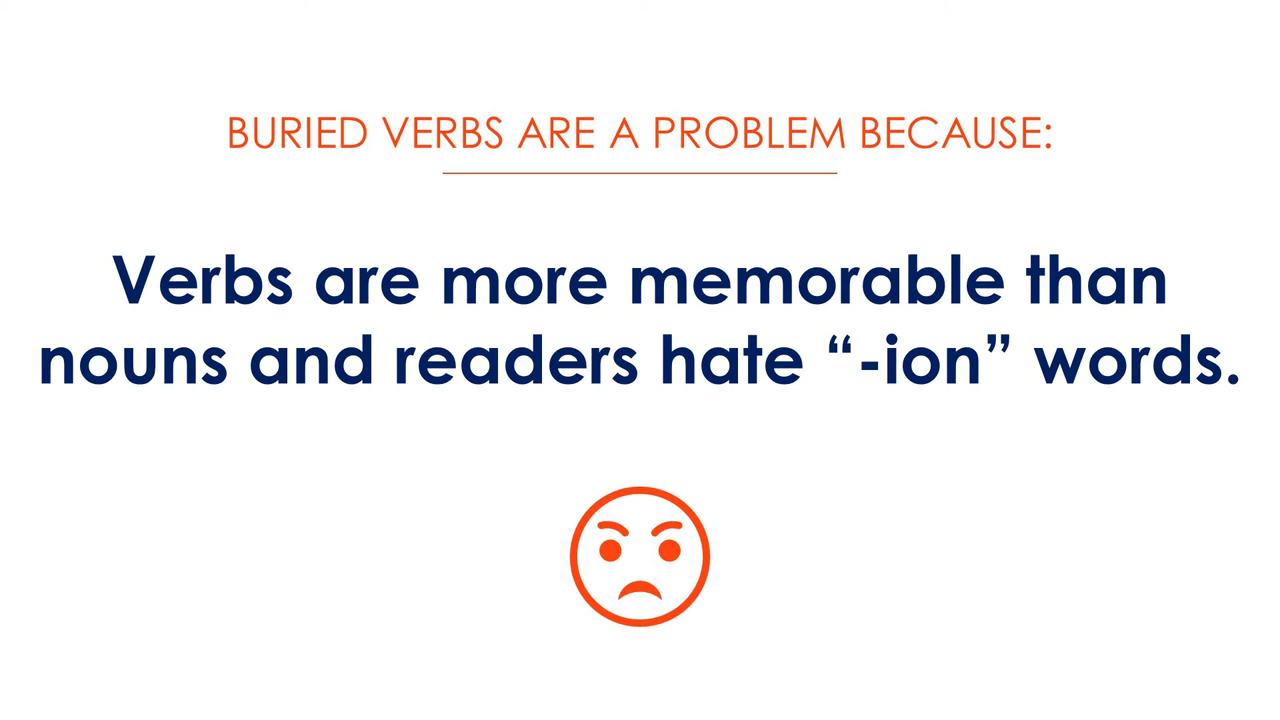 BURIED VERBS ARE A PROBLEM BECAUSE:
Verbs are more memorable than
nouns and readers hate “-ion” words.